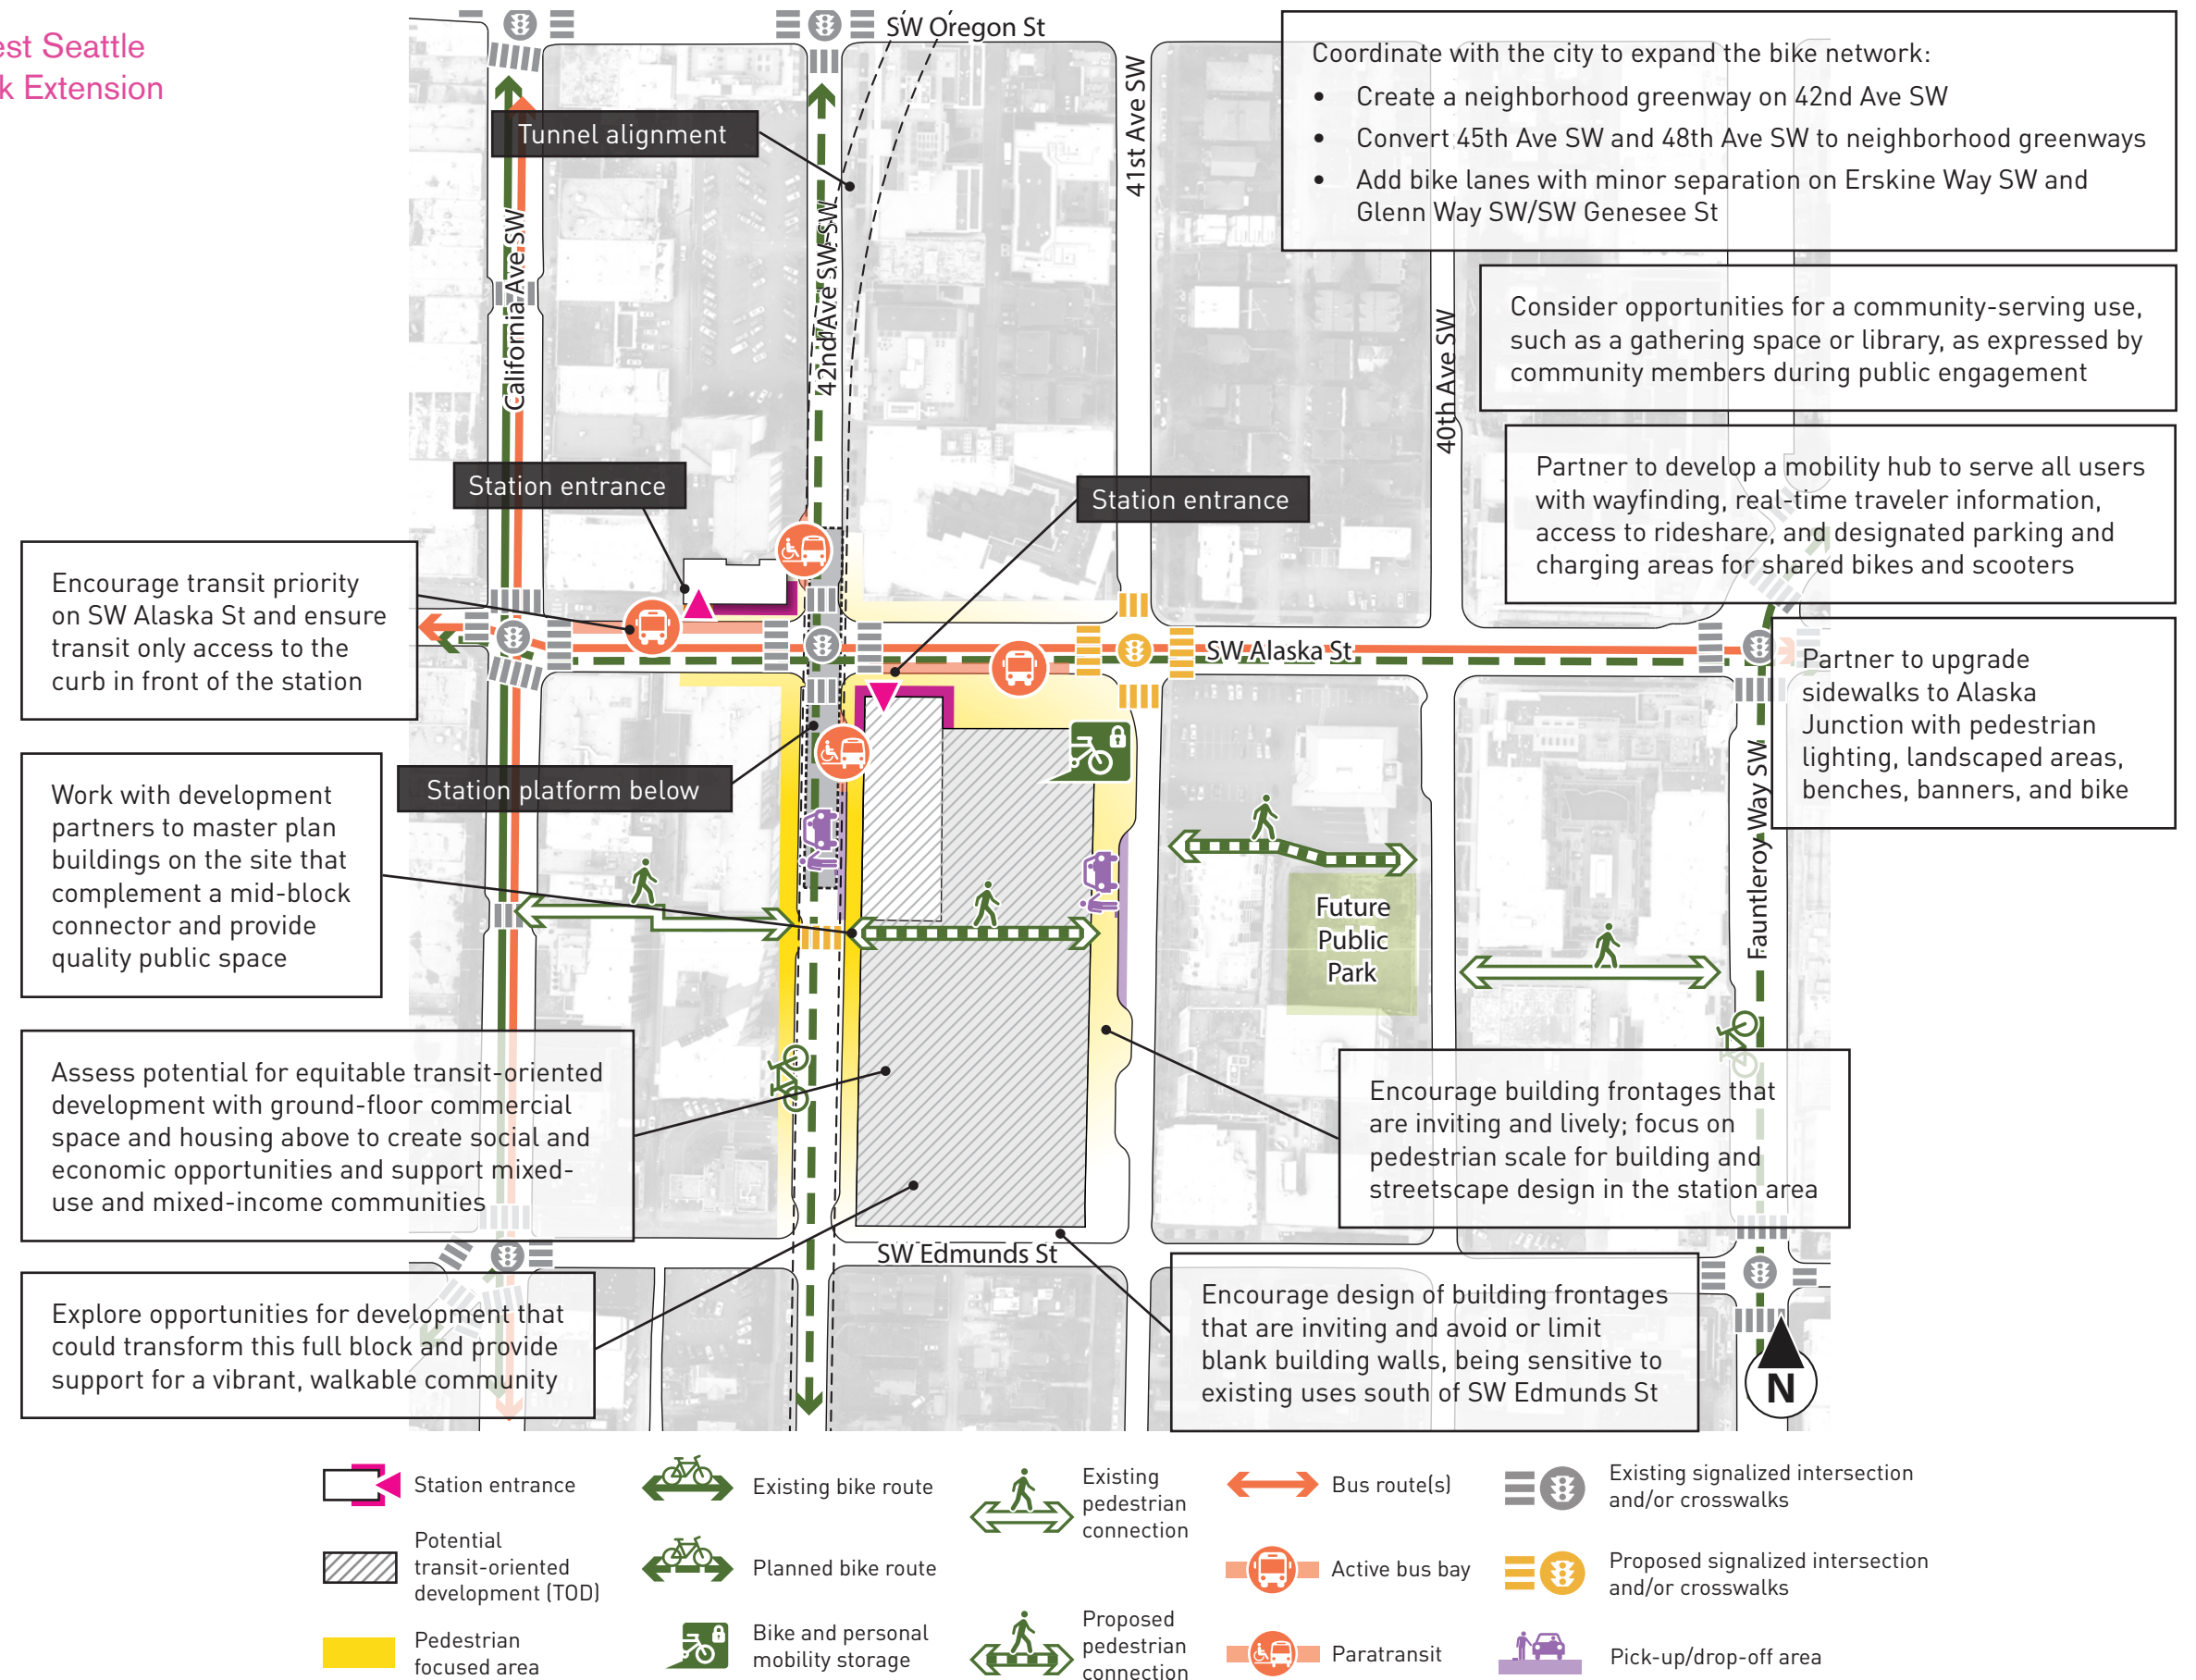 est Seattle
k Extension
SW Oregon St
Tunnel alignment
California Ave SW
42nd Ave SW SW
41st Ave SW
40th Ave SW
Coordinate with the city to expand the bike network:
• Create a neighborhood greenway on 42nd Ave SW
• Convert 45th Ave SW and 48th Ave SW to neighborhood greenways
• Add bike lanes with minor separation on Erskine Way SW and
Glenn Way SW/SW Genesee St
Consider opportunities for a community-serving use,
such as a gathering space or library, as expressed by
community members during public engagement
Partner to develop a mobility hub to serve all users
with wayfinding, real-time traveler information,
access to rideshare, and designated parking and
charging areas for shared bikes and scooters
Station entrance
Station entrance
Encourage transit priority
on SW Alaska St and ensure
transit only access to the
curb in front of the station
SW Alaska St
Partner to upgrade
sidewalks to Alaska
Junction with pedestrian
lighting, landscaped areas,
benches, banners, and bike
Station platform below
Work with development
partners to master plan
buildings on the site that
complement a mid-block
connector and provide
quality public space
Fauntleroy Way SW
Future
Public
Park
Assess potential for equitable transit-oriented
development with ground-floor commercial
space and housing above to create social and
economic opportunities and support mixed-
use and mixed-income communities
Encourage building frontages that
are inviting and lively; focus on
pedestrian scale for building and
streetscape design in the station area
SW Edmunds St
Explore opportunities for development that
could transform this full block and provide
support for a vibrant, walkable community
Encourage design of building frontages
that are inviting and avoid or limit
blank building walls, being sensitive to
existing uses south of SW Edmunds St
N
Station entrance
Potential
transit-oriented
development (TOD)
Pedestrian
focused area
Existing bike route
Planned bike route
Bike and personal
mobility storage
Existing
pedestrian
connection
Proposed
pedestrian
connection
Bus route(s)
Active bus bay
Paratransit
Existing signalized intersection
and/or crosswalks
Proposed signalized intersection
and/or crosswalks
Pick-up/drop-off area